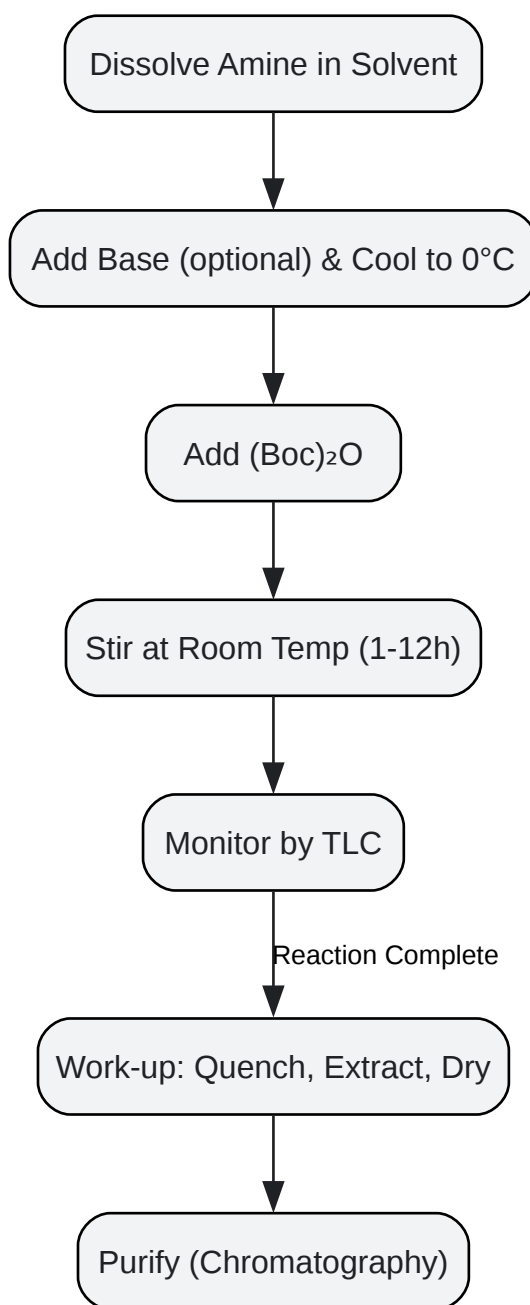 Dissolve Amine in Solvent
Add Base (optional) & Cool to 0°C
Add (Boc)₂O
Stir at Room Temp (1-12h)
Monitor by TLC
Reaction Complete
Work-up: Quench, Extract, Dry
Purify (Chromatography)